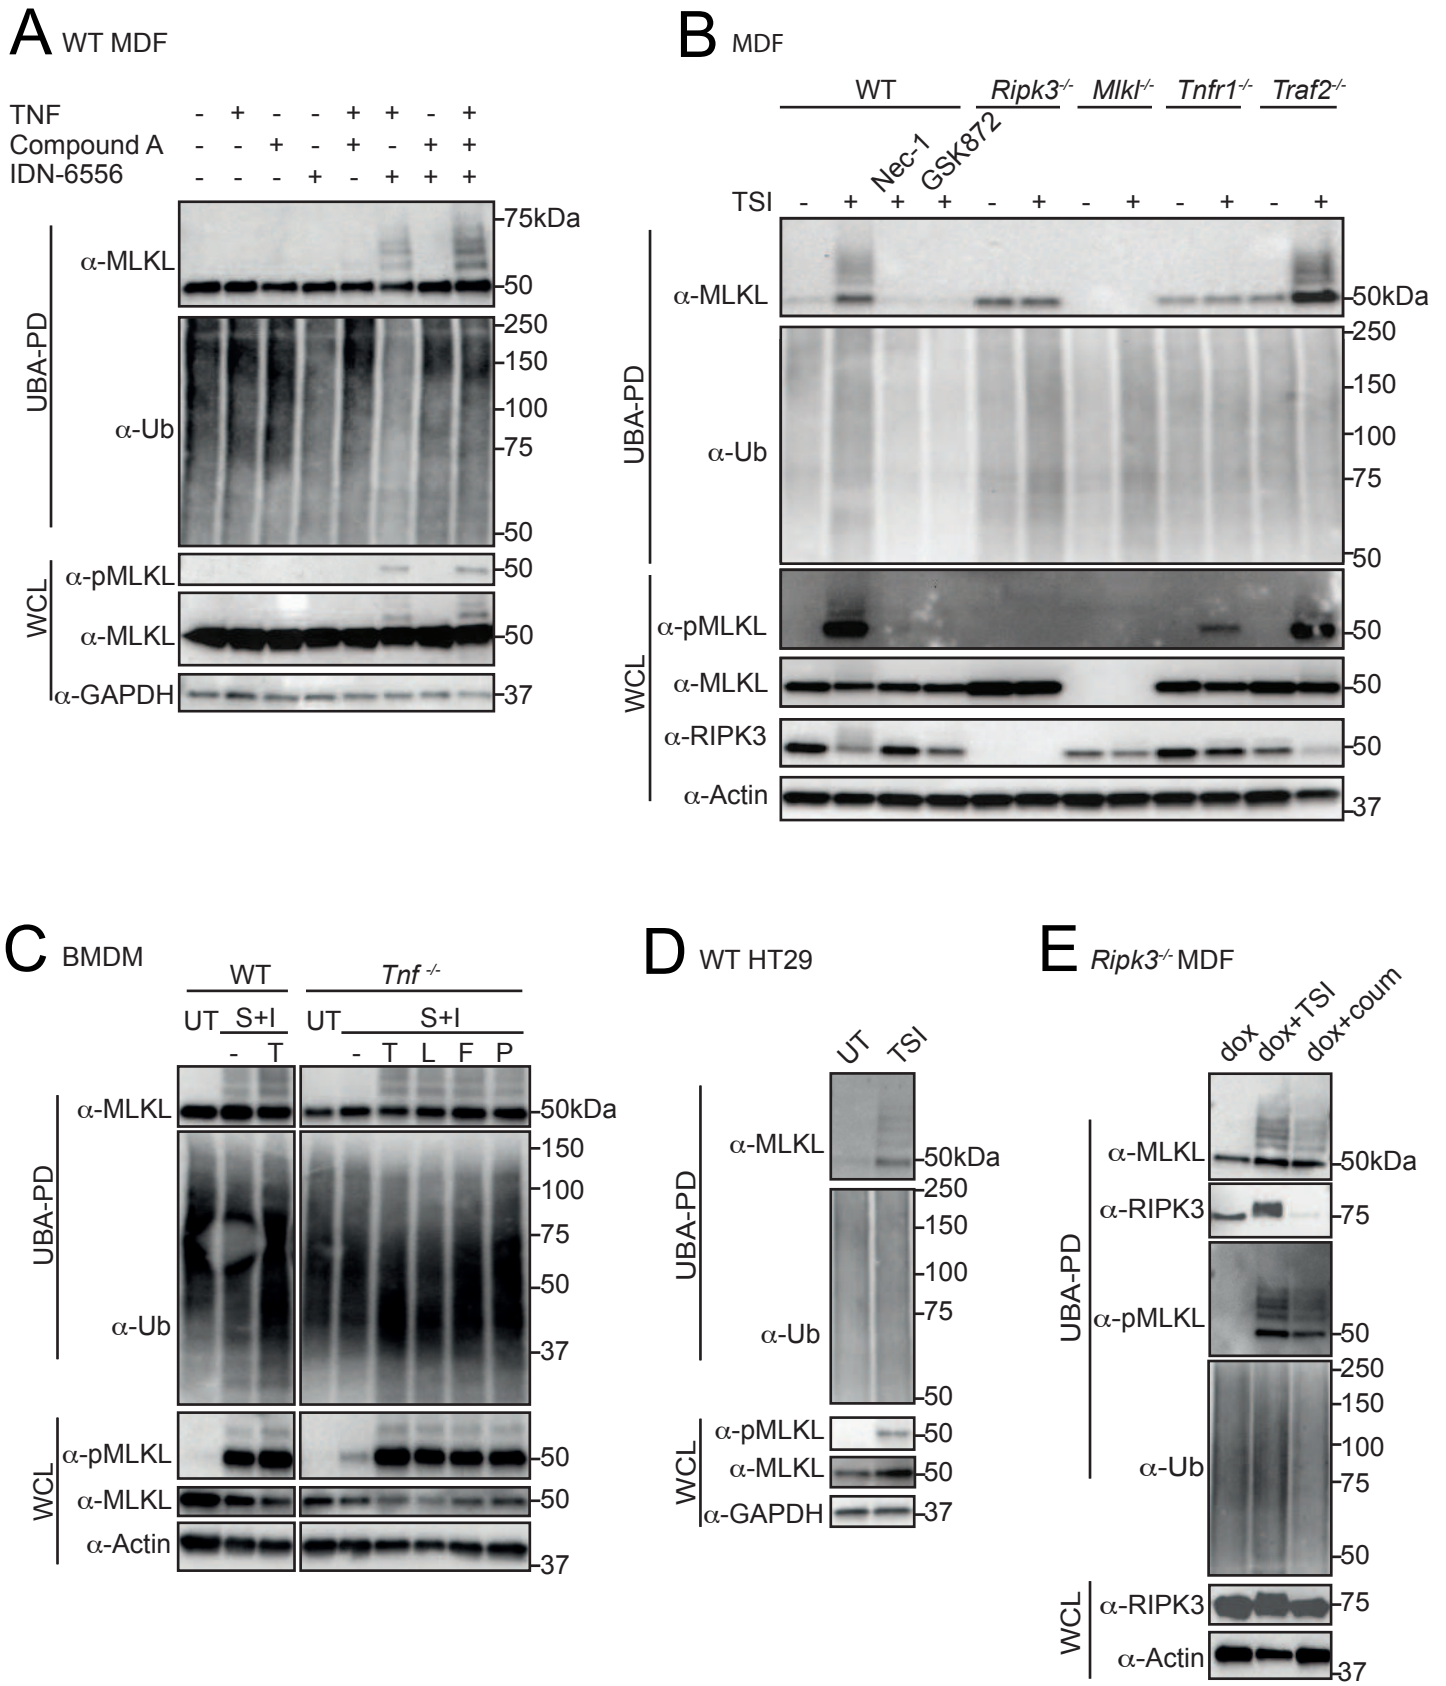 A WT MDF
TNF - + - - + + - +
Compound A - - + - + - + +
IDN-6556 - - - + - + + +
UBA-PD
α-MLKL
75kDa
50
α-Ub
250
150
100
75
50
WCL
α-pMLKL 50
α-MLKL 50
α-GAPDH 37
B MDF
WT Ripk3-/- Mlkl-/- Tnfr1-/- Traf2-/-
Nec-1 GSK872
TSI - + + + - + - + - + - +
UBA-PD
α-MLKL 50kDa
α-Ub
250
150
100
75
50
WCL
α-pMLKL 50
α-MLKL 50
α-RIPK3 50
α-Actin 37
C BMDM
WT Tnf -/-
UT S+I UT S+I
- T - T L F P
UBA-PD
α-MLKL 50kDa
α-Ub
150
100
75
50
37
WCL
α-pMLKL 50
α-MLKL 50
α-Actin 37
D WT HT29
UT TSI
UBA-PD
α-MLKL 50kDa
α-Ub
250
150
100
75
50
WCL
α-pMLKL 50
α-MLKL 50
α-GAPDH 37
E Ripk3-/- MDF
dox dox+TSI dox+coum
UBA-PD
α-MLKL 50kDa
α-RIPK3 75
α-pMLKL 50
α-Ub
250
150
100
75
50
WCL
α-RIPK3 75
α-Actin 37